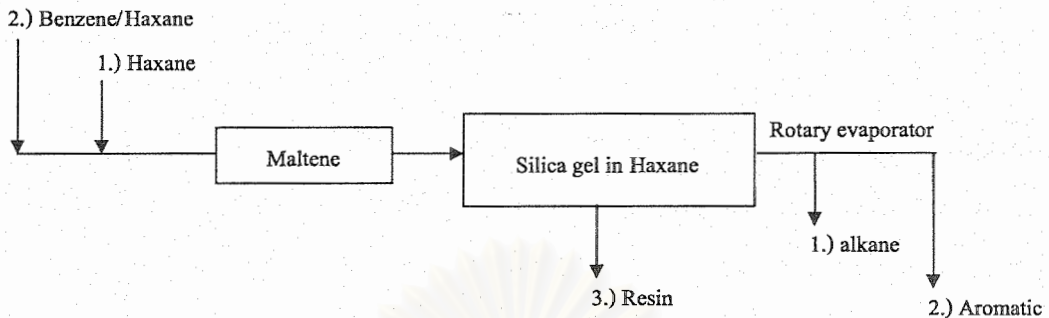 2.) Benzene/Haxane
1.) Haxane
Rotary evaporator
Maltene
Silica gel in Haxane
1.) alkane
3.) Resin
2.) Aromatic